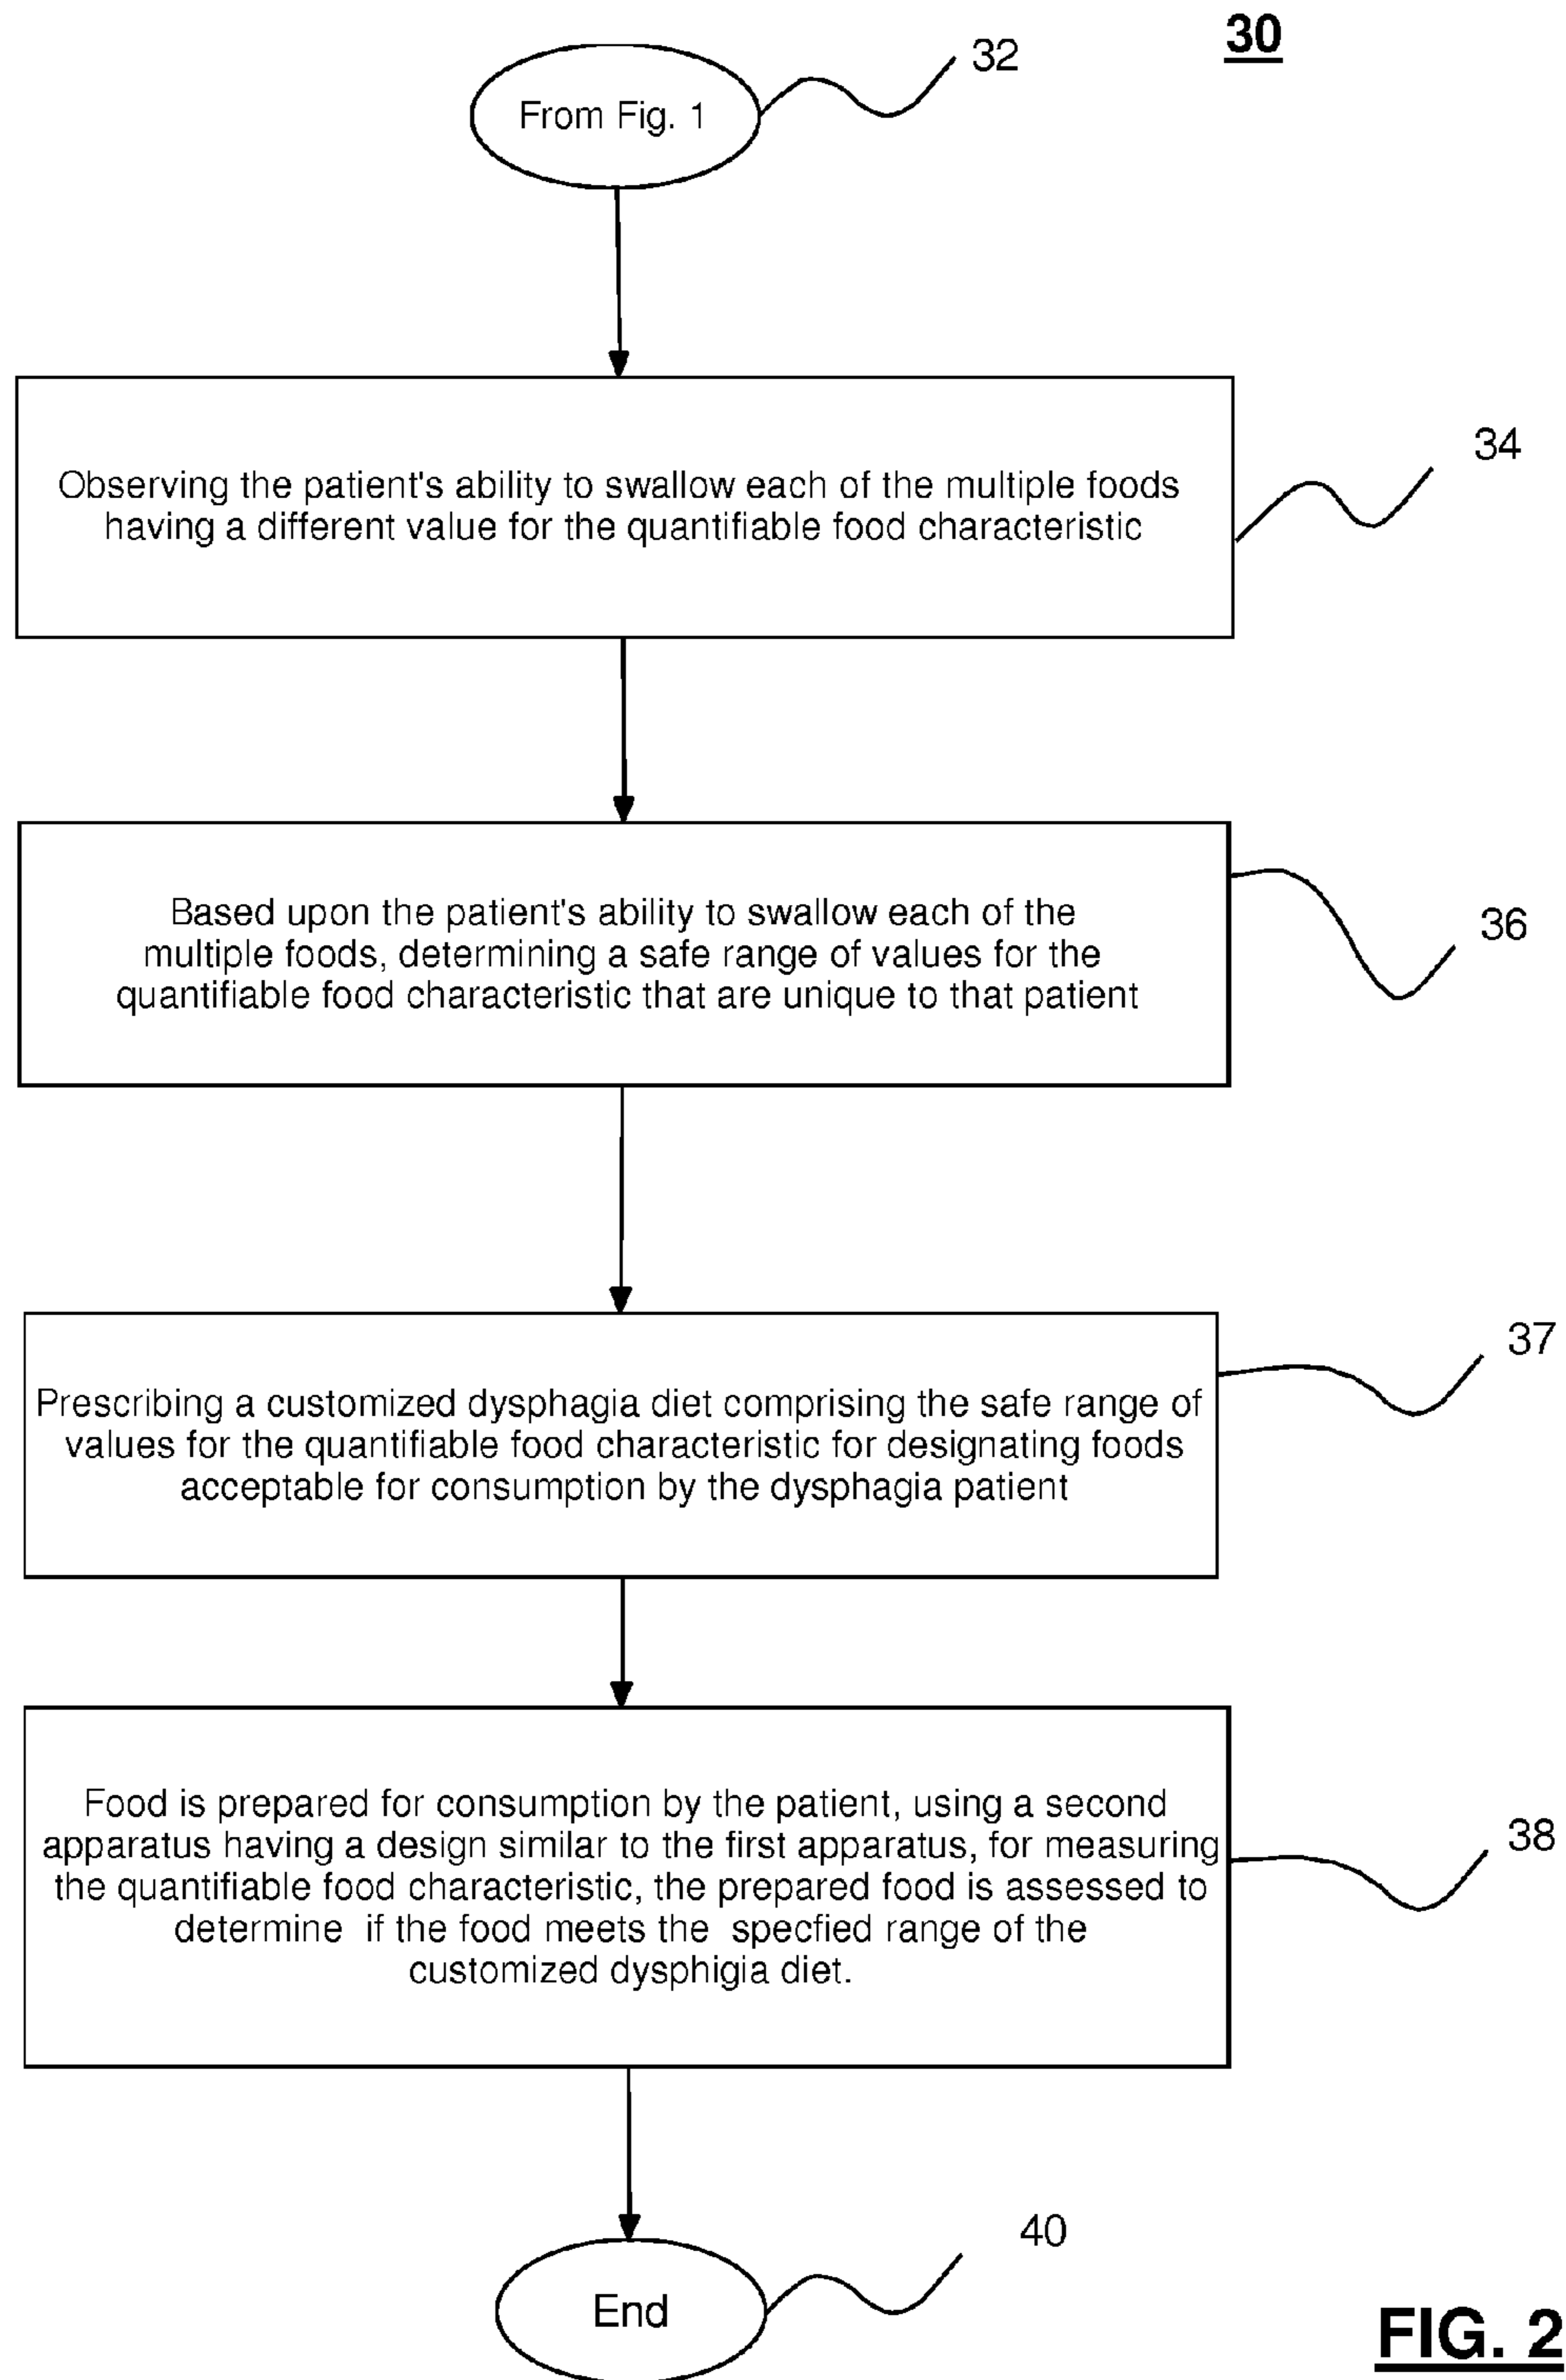 30
32
From Fig. 1
34
Observing the patient's ability to swallow each of the multiple foods
having a different value for the quantifiable food characteristic
36
Based upon the patient's ability to swallow each of the
multiple foods, determining a safe range of values for the
quantifiable food characteristic that are unique to that patient
37
Prescribing a customized dysphagia diet comprising the safe range of
values for the quantifiable food characteristic for designating foods
acceptable for consumption by the dysphagia patient
38
Food is prepared for consumption by the patient, using a second
apparatus having a design similar to the first apparatus, for measuring
the quantifiable food characteristic, the prepared food is assessed to
determine if the food meets the specfied range of the
customized dysphigia diet.
40
End
FIG. 2